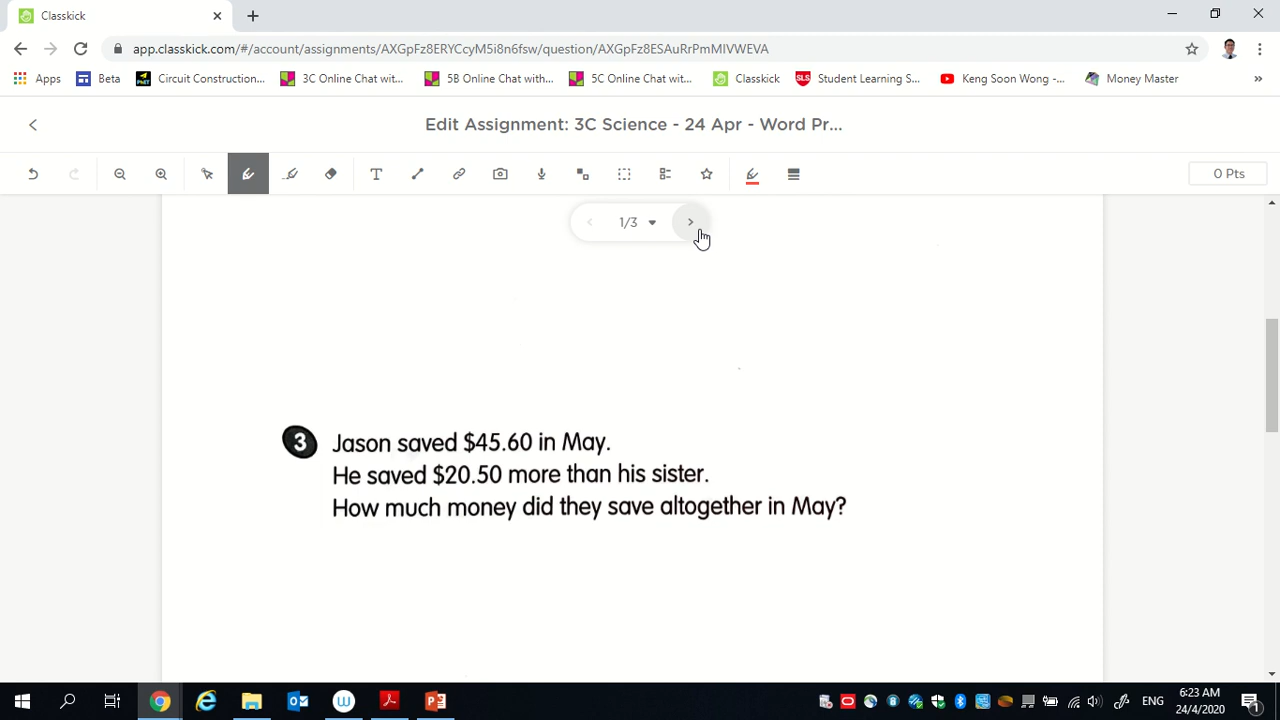 Classkick
app.classkick.com/#/account/assignments/AXGpFz8ERYCcyM5i8n6fsw/question/AXGpFz8ESAuRrPmMIVWEVA
Apps Beta Circuit Construction... 3C Online Chat wit... 5B Online Chat with... 5C Online Chat wit... Classkick SLS Student Learning S... Keng Soon Wong -... Money Master »
Edit Assignment: 3C Science - 24 Apr - Word Pr...
T 0 Pts
1/3
3 Jason saved $45.60 in May.
He saved $20.50 more than his sister.
How much money did they save altogether in May?
ENG 6:23 AM
24/4/2020 1